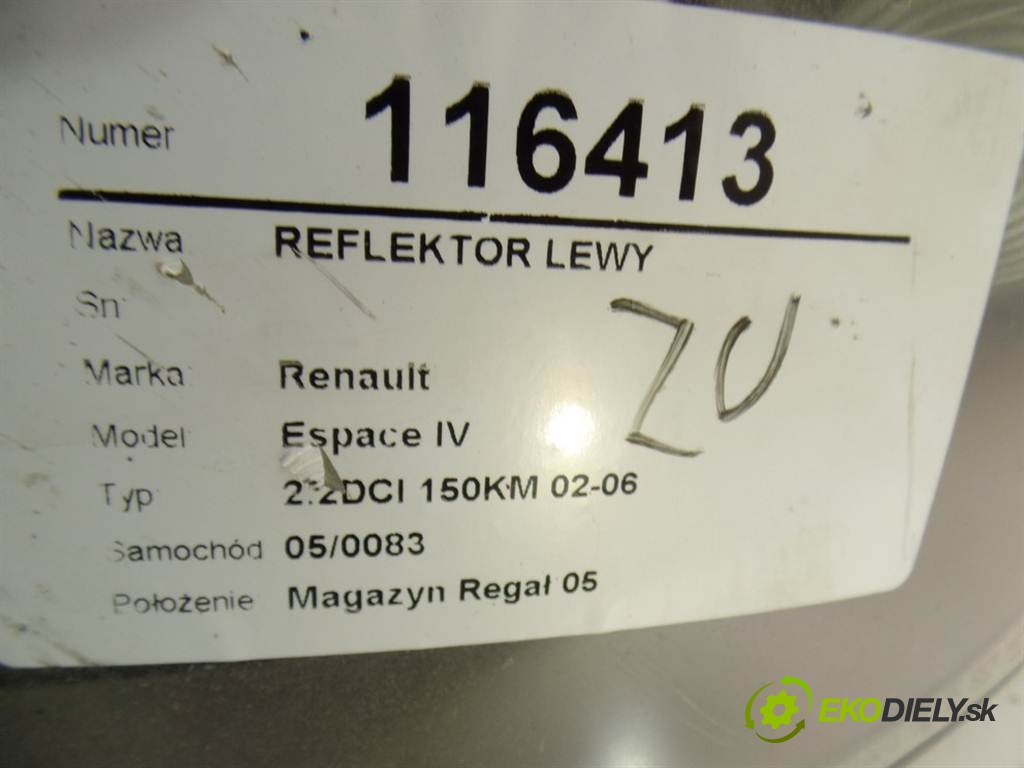 Numer 116413
Nazwa REFLEKTOR LEWY
Sn
ZU
Marka Renault
Model Espace IV
Typ 2.2DCI 150KM 02-06
Samochód 05/0083
Położenie Magazyn Regał 05
EKODIELY.sk